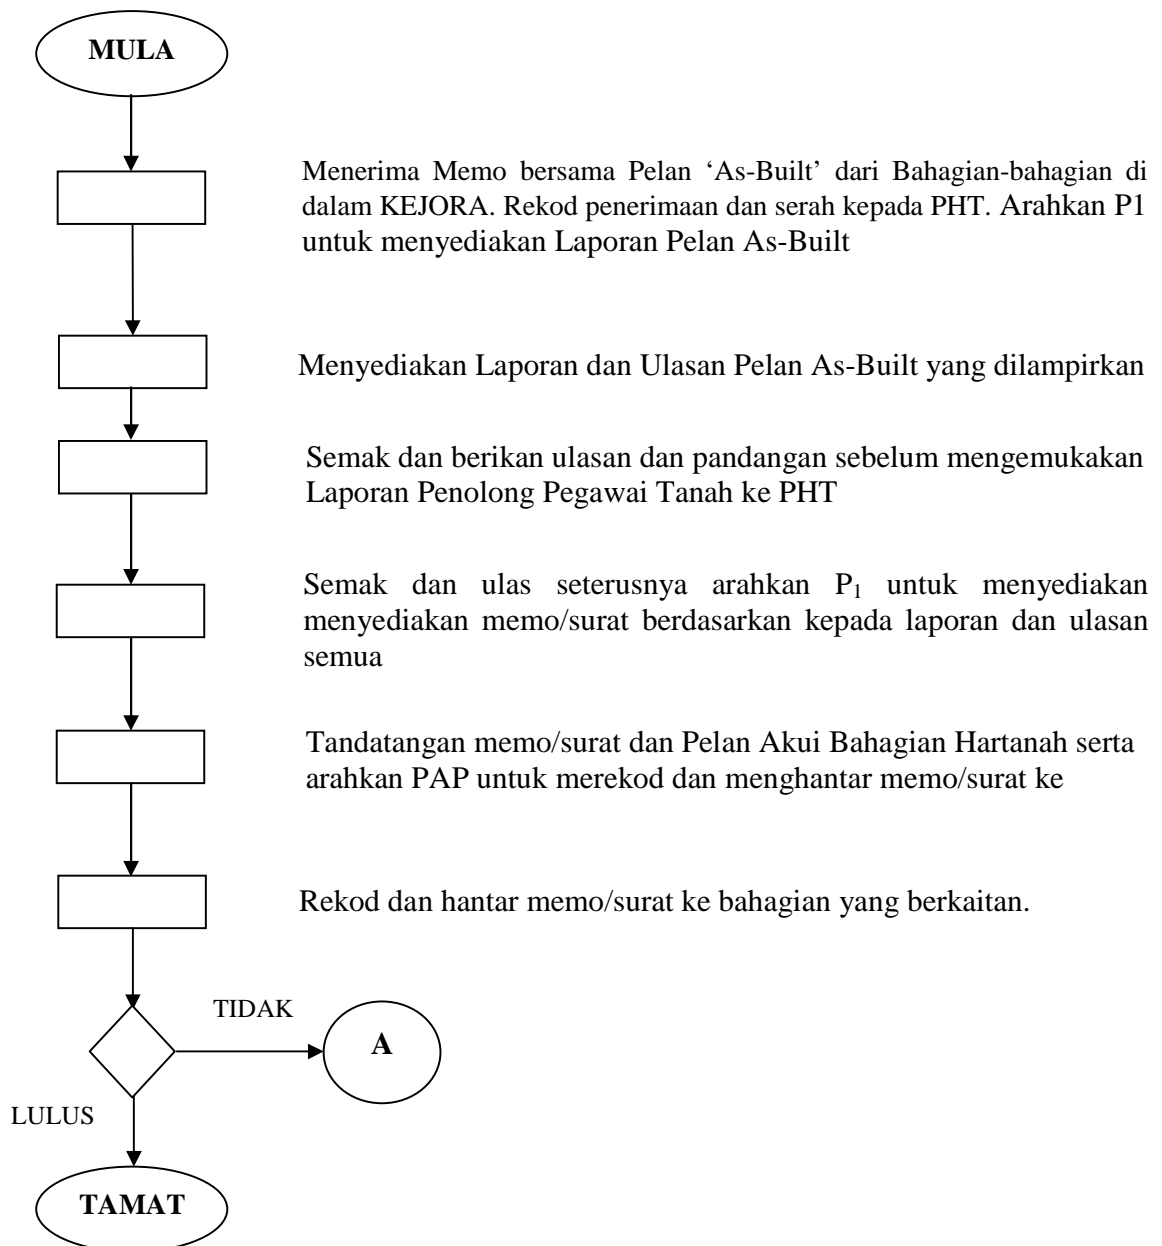 MULA
Menerima Memo bersama Pelan ‘As-Built’ dari Bahagian-bahagian di
dalam KEJORA. Rekod penerimaan dan serah kepada PHT. Arahkan P1
untuk menyediakan Laporan Pelan As-Built
Menyediakan Laporan dan Ulasan Pelan As-Built yang dilampirkan
Semak dan berikan ulasan dan pandangan sebelum mengemukakan
Laporan Penolong Pegawai Tanah ke PHT
Semak dan ulas seterusnya arahkan P₁ untuk menyediakan
menyediakan memo/surat berdasarkan kepada laporan dan ulasan
semua
Tandatangan memo/surat dan Pelan Akui Bahagian Hartanah serta
arahkan PAP untuk merekod dan menghantar memo/surat ke
Rekod dan hantar memo/surat ke bahagian yang berkaitan.
TIDAK
A
LULUS
TAMAT